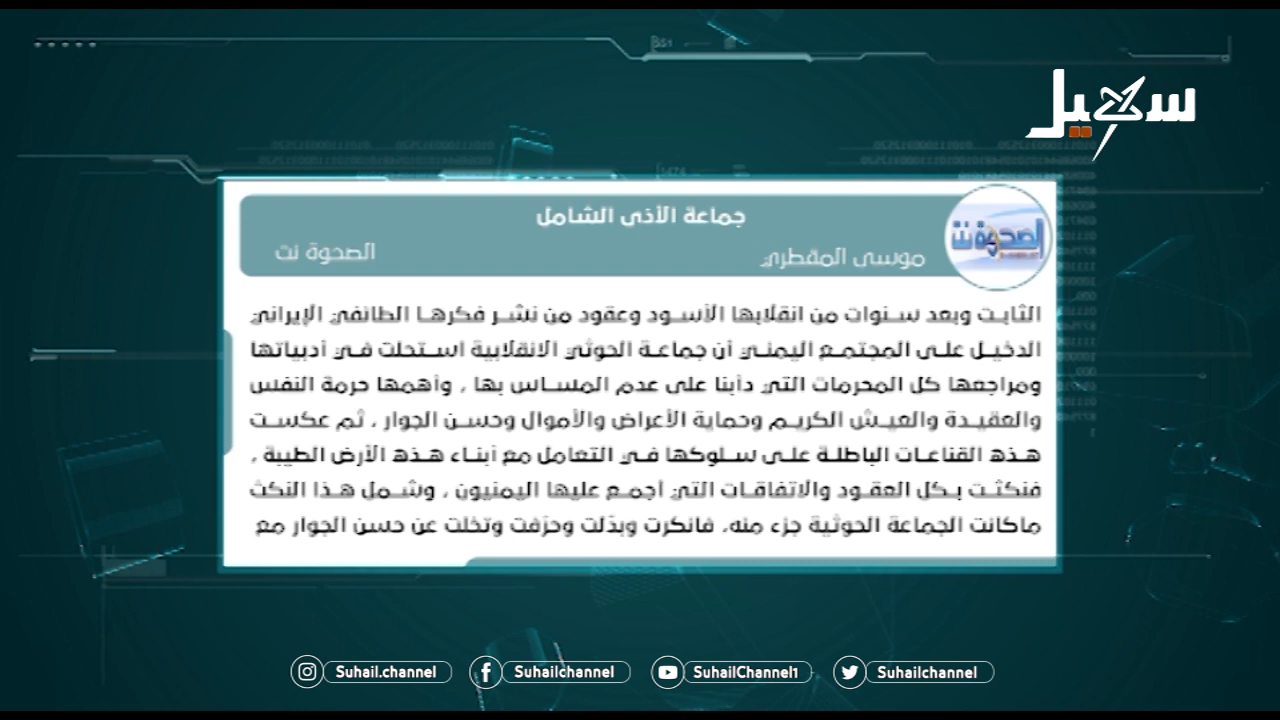 سهيل
جماعة الأذى الشامل
موسى المقطري
الصحوة نت
الصحوة نت
الثابت وبعد سنوات من انقلابها الأسود وعقود من نشر فكرها الطائفي الإيراني
الدخيل على المجتمع اليمني أن جماعة الحوثي الانقلابية استحلت في أدبياتها
ومراجعها كل المحرمات التي دأبنا على عدم المساس بها ، وأهمها حرمة النفس
والعقيدة والعيش الكريم وحماية الأعراض والأموال وحسن الجوار ، ثم عكست
هذه القناعات الباطلة على سلوكها في التعامل مع أبناء هذه الأرض الطيبة ،
فنكثت بكل العقود والاتفاقات التي أجمع عليها اليمنيون ، وشمل هذا النكث
ماكانت الجماعة الحوثية جزء منه، فانكرت وبدّلت وحرّفت وتخلت عن حسن الجوار مع
Suhail.channel
Suhailchannel
SuhailChannel1
Suhailchannel